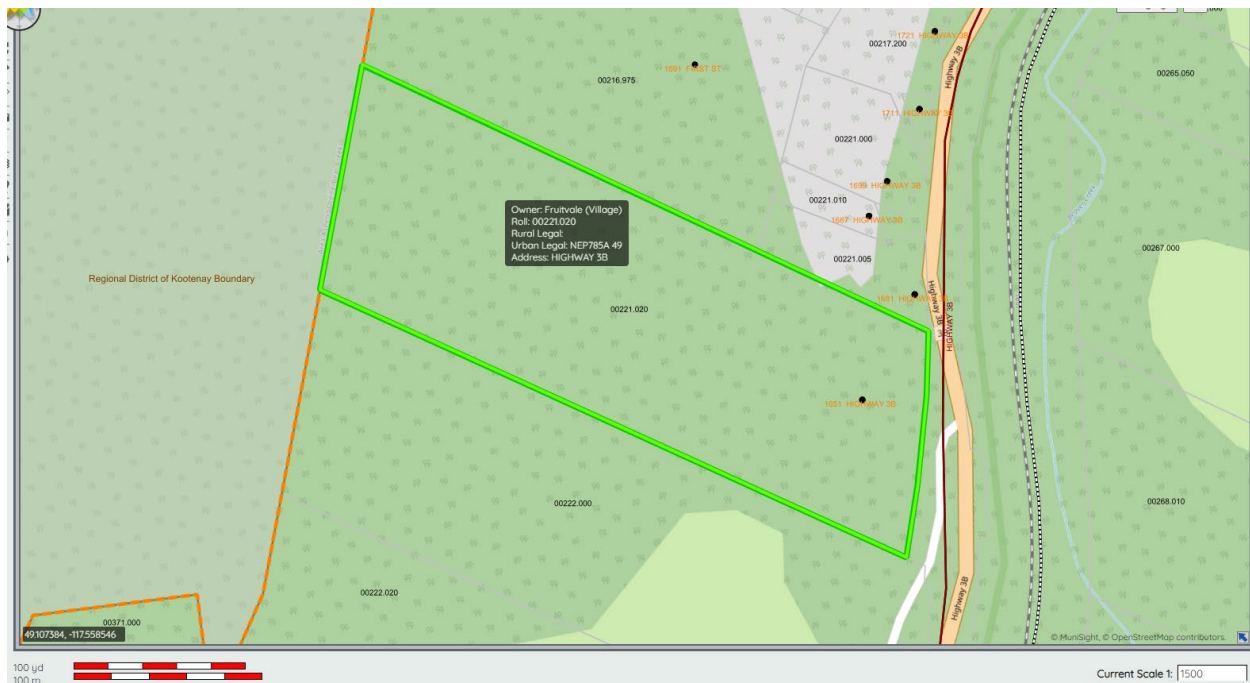 1721 HIGHWAY 3B
00217.200
1691 FIRST ST
00216.975
00265.050
Highway 3B
1711 HIGHWAY 3B
00221.000
1699 HIGHWAY 3B
00221.010
1687 HIGHWAY 3B
Owner: Fruitvale (Village)
Roll: 00221.020
Rural Legal:
Urban Legal: NEP785A 49
Address: HIGHWAY 3B
00267.000
00221.005
Regional District of Kootenay Boundary
1681 HIGHWAY 3B
Highway 3B
HIGHWAY 3B
00221.020
1651 HIGHWAY 3B
00222.000
00268.010
Highway 3B
00222.020
00371.000
49.107384, -117.558546
© MuniSight, © OpenStreetMap contributors.
100 yd
100 m
Current Scale 1: 1500